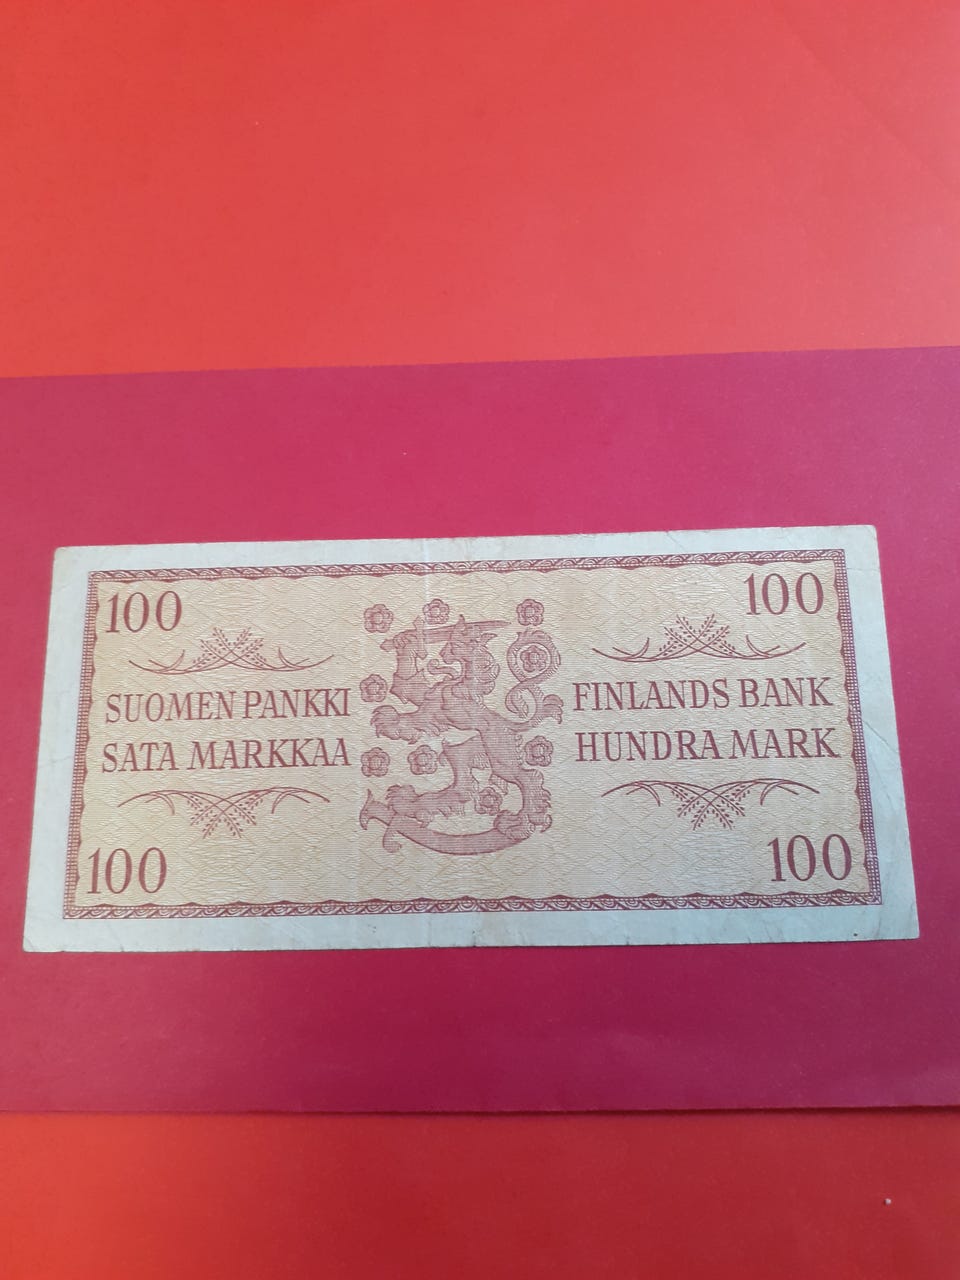 100
100
SUOMEN PANKKI
SATA MARKKAA
FINLANDS BANK
HUNDRA MARK
100
100